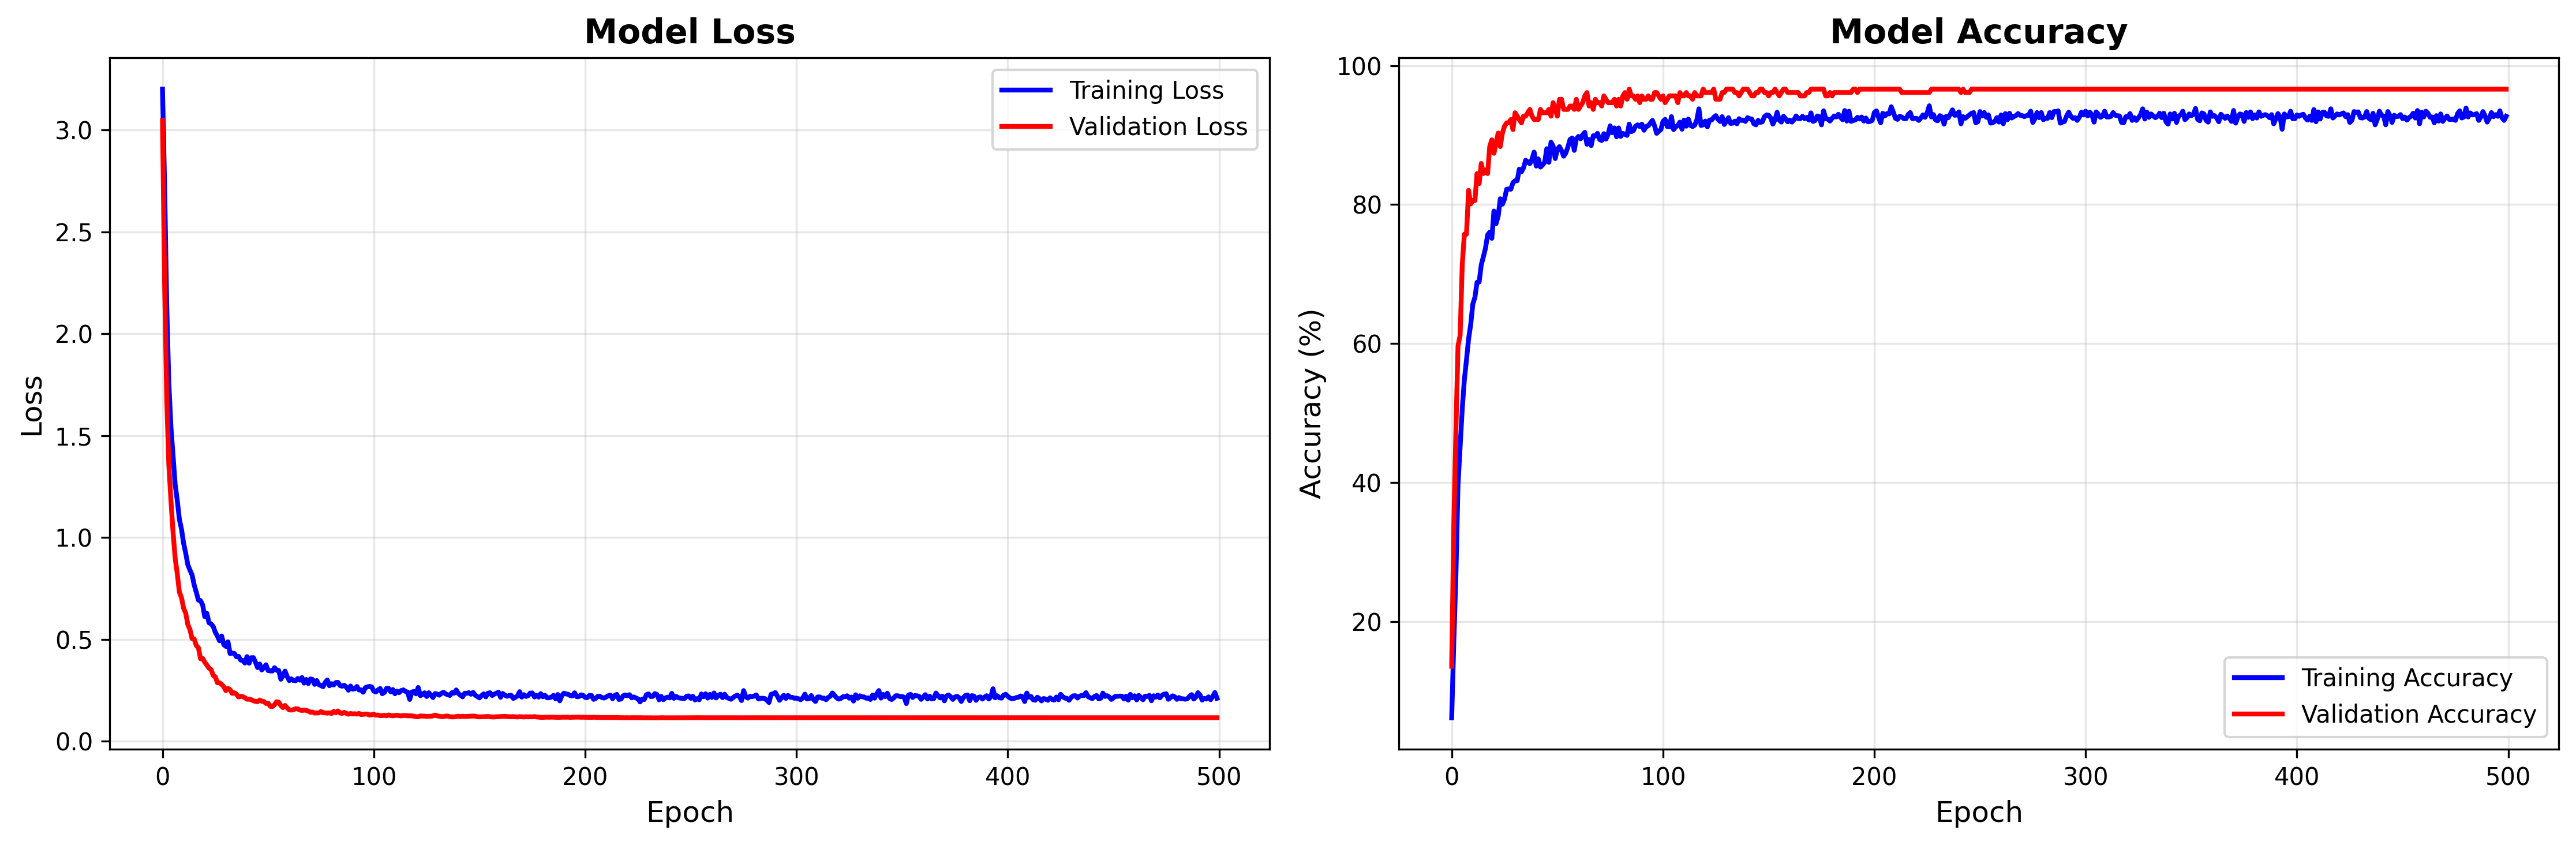 Model Loss
3.0
2.5
2.0
1.5
1.0
0.5
0.0
Loss
Training Loss
Validation Loss
0 100 200 300 400 500
Epoch
Model Accuracy
100
80
60
40
20
Accuracy (%)
Training Accuracy
Validation Accuracy
0 100 200 300 400 500
Epoch